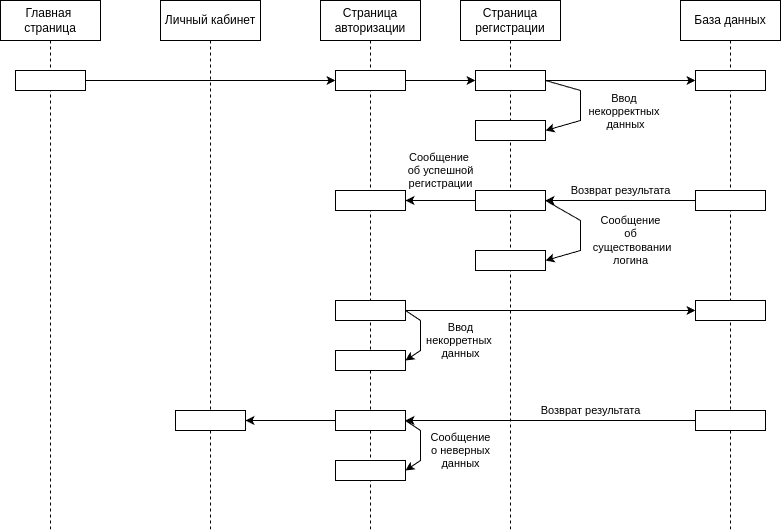 Главная
страница
Личный кабинет
Страница
авторизации
Страница
регистрации
База данных
Ввод
некорректных
данных
Сообщение
об успешной
регистрации
Возврат результата
Сообщение
об
существовании
логина
Ввод
некорретных
данных
Возврат результата
Сообщение
о неверных
данных